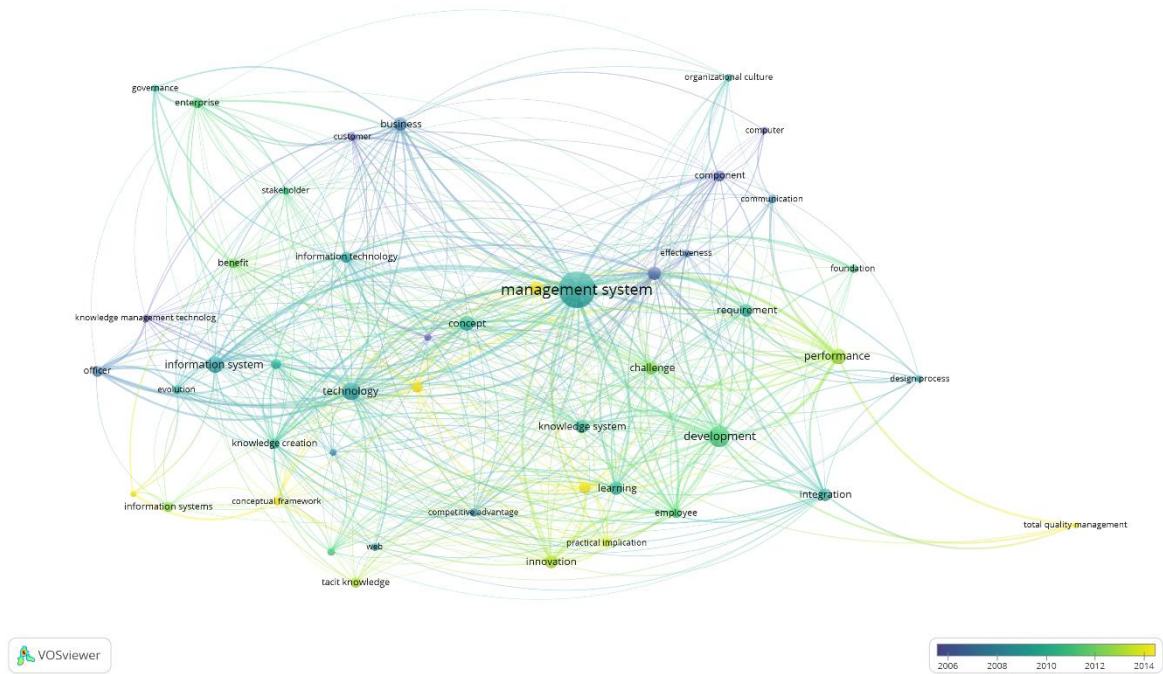 organizational culture
governance
enterprise
business
customer
computer
component
stakeholder
communication
effectiveness
information technology
benefit
foundation
management system
requirement
knowledge management technolog
concept
performance
information system
challenge
officer
design process
evolution
technology
knowledge system
development
knowledge creation
learning
integration
conceptual framework
information systems
competitive advantage
employee
total quality management
web
practical implication
innovation
tacit knowledge
VOSviewer
2006 2008 2010 2012 2014